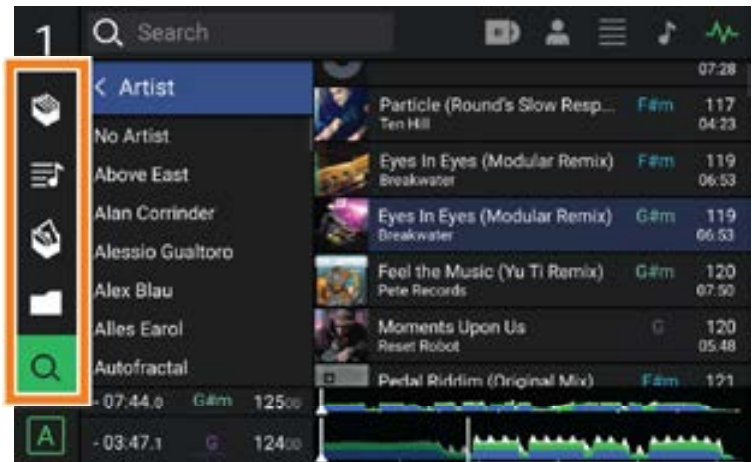 1
Search
07:28
< Artist
No Artist
Above East
Alan Corrinder
Alessio Gualtoro
Alex Blau
Alles Earol
Autofractal
Particle (Round's Slow Resp... F#m 117
Ten Hill 04:23
Eyes In Eyes (Modular Remix) F#m 119
Breakwater 06:53
Eyes In Eyes (Modular Remix) G#m 119
Breakwater 06:53
Feel the Music (Yu Ti Remix) G#m 120
Pete Records 07:50
Moments Upon Us G 120
Reset Robot 05:48
Pedal Riddim (Original Mix) F#m 121
- 07:44.0 G#m 12500
A
- 03:47.1 G 12400